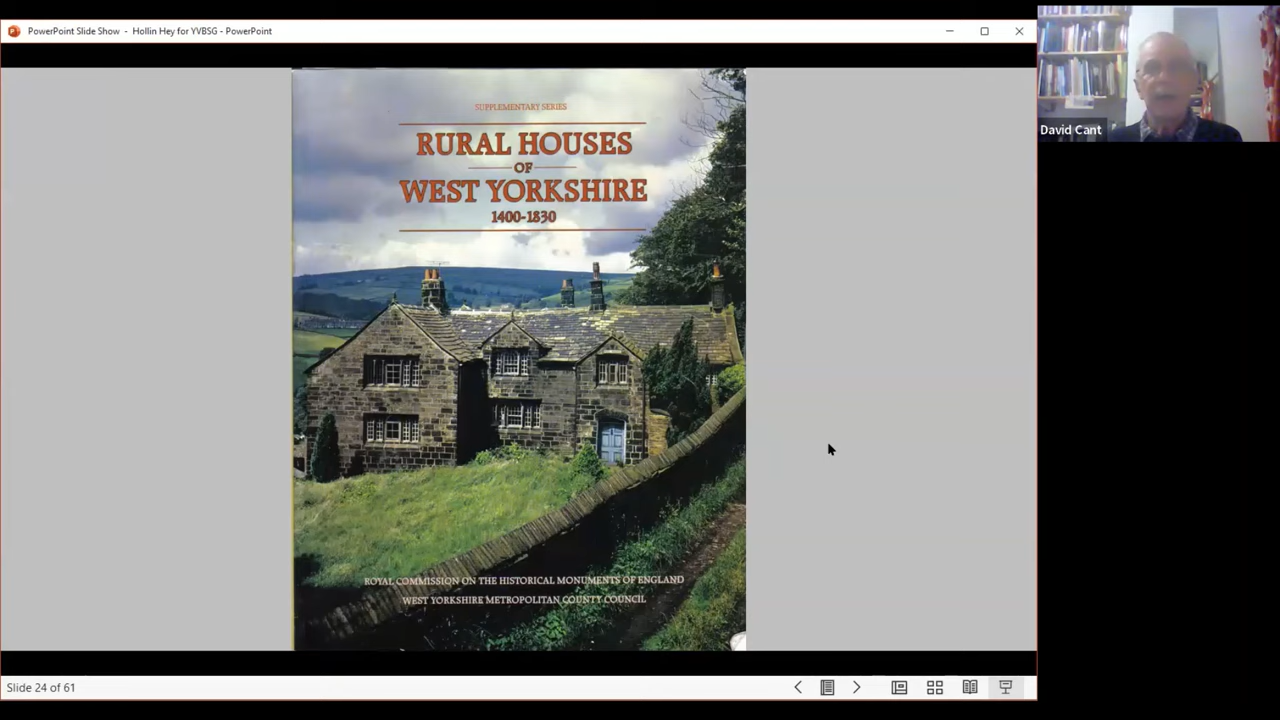 PowerPoint Slide Show - Hollin Hey for YVBSG - PowerPoint
SUPPLEMENTARY SERIES
RURAL HOUSES
OF
WEST YORKSHIRE
1400-1830
ROYAL COMMISSION ON THE HISTORICAL MONUMENTS OF ENGLAND
WEST YORKSHIRE METROPOLITAN COUNTY COUNCIL
David Cant
Slide 24 of 61